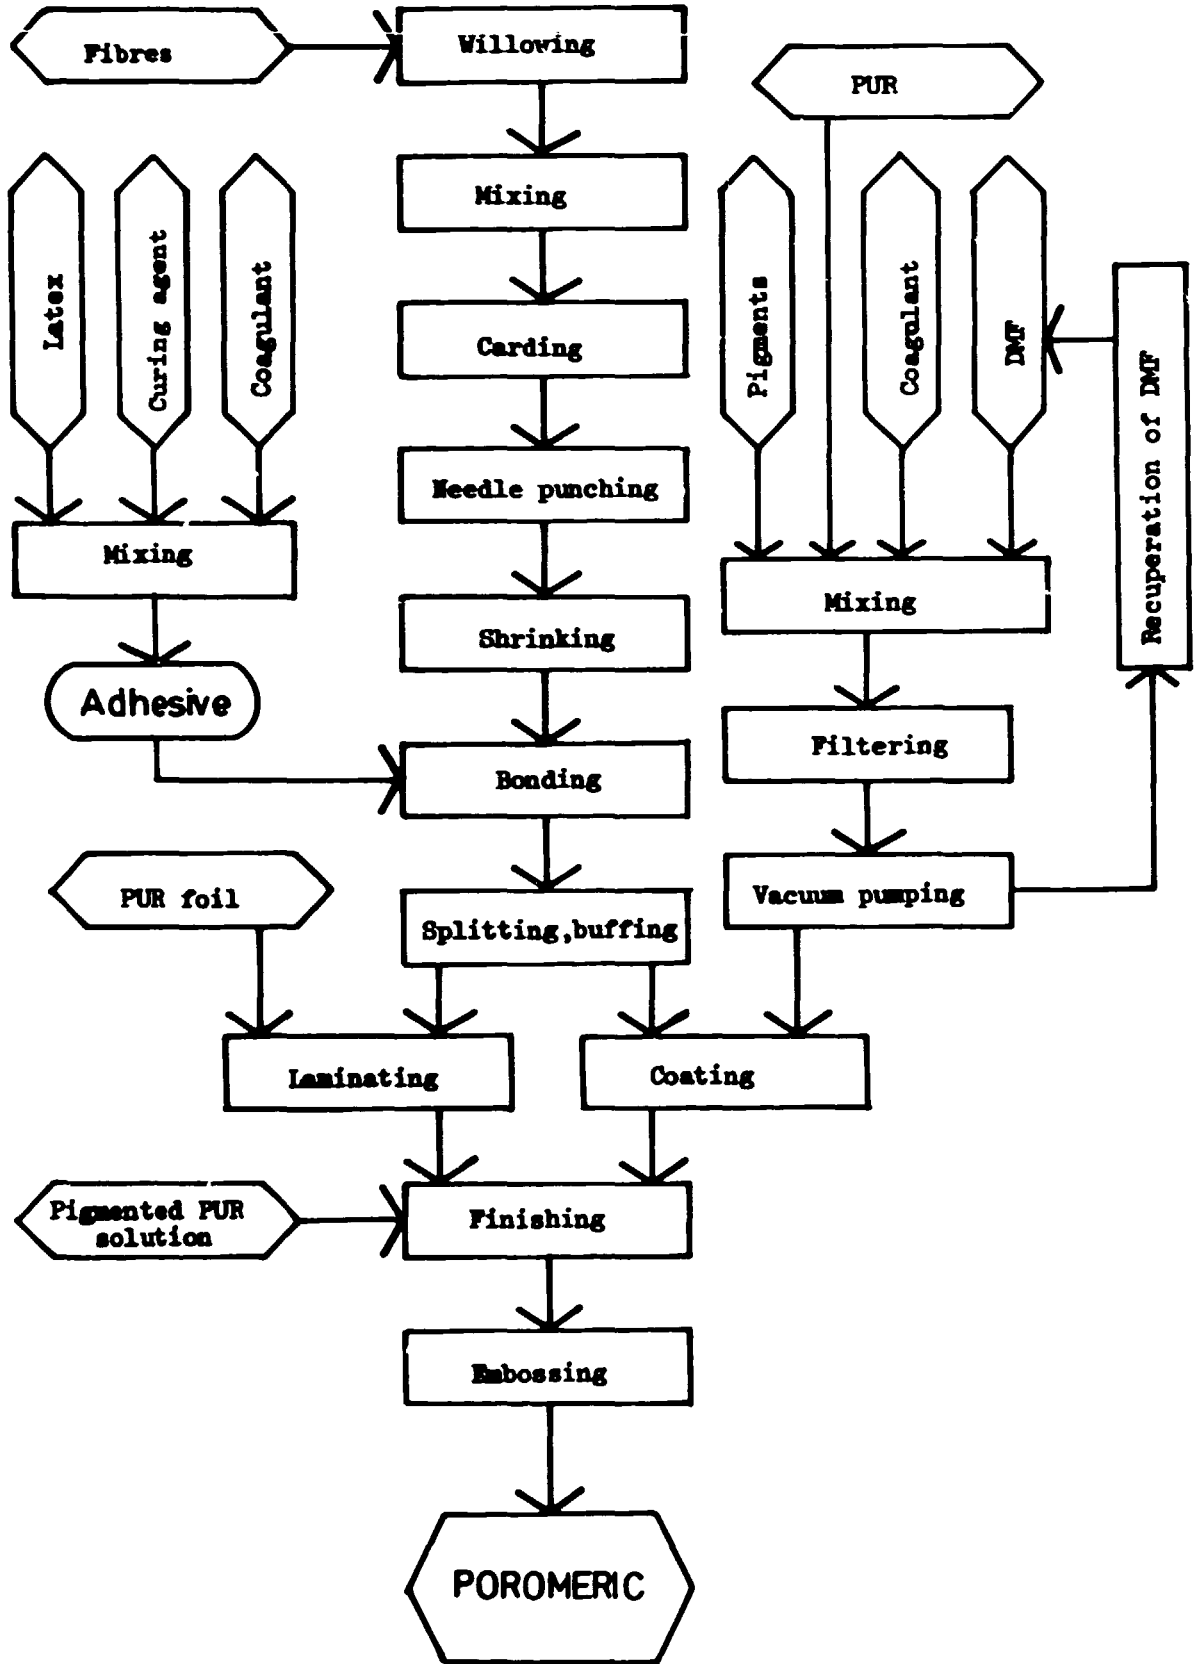 Fibres
Willowing
PUR
Mixing
Latex
Curing agent
Coagulant
Pigments
Coagulant
DMF
Recuperation of DMF
Carding
Needle punching
Mixing
Mixing
Shrinking
Adhesive
Filtering
Bonding
PUR foil
Vacuum pumping
Splitting,buffing
Laminating
Coating
Pigmented PUR
solution
Finishing
Embossing
POROMERIC